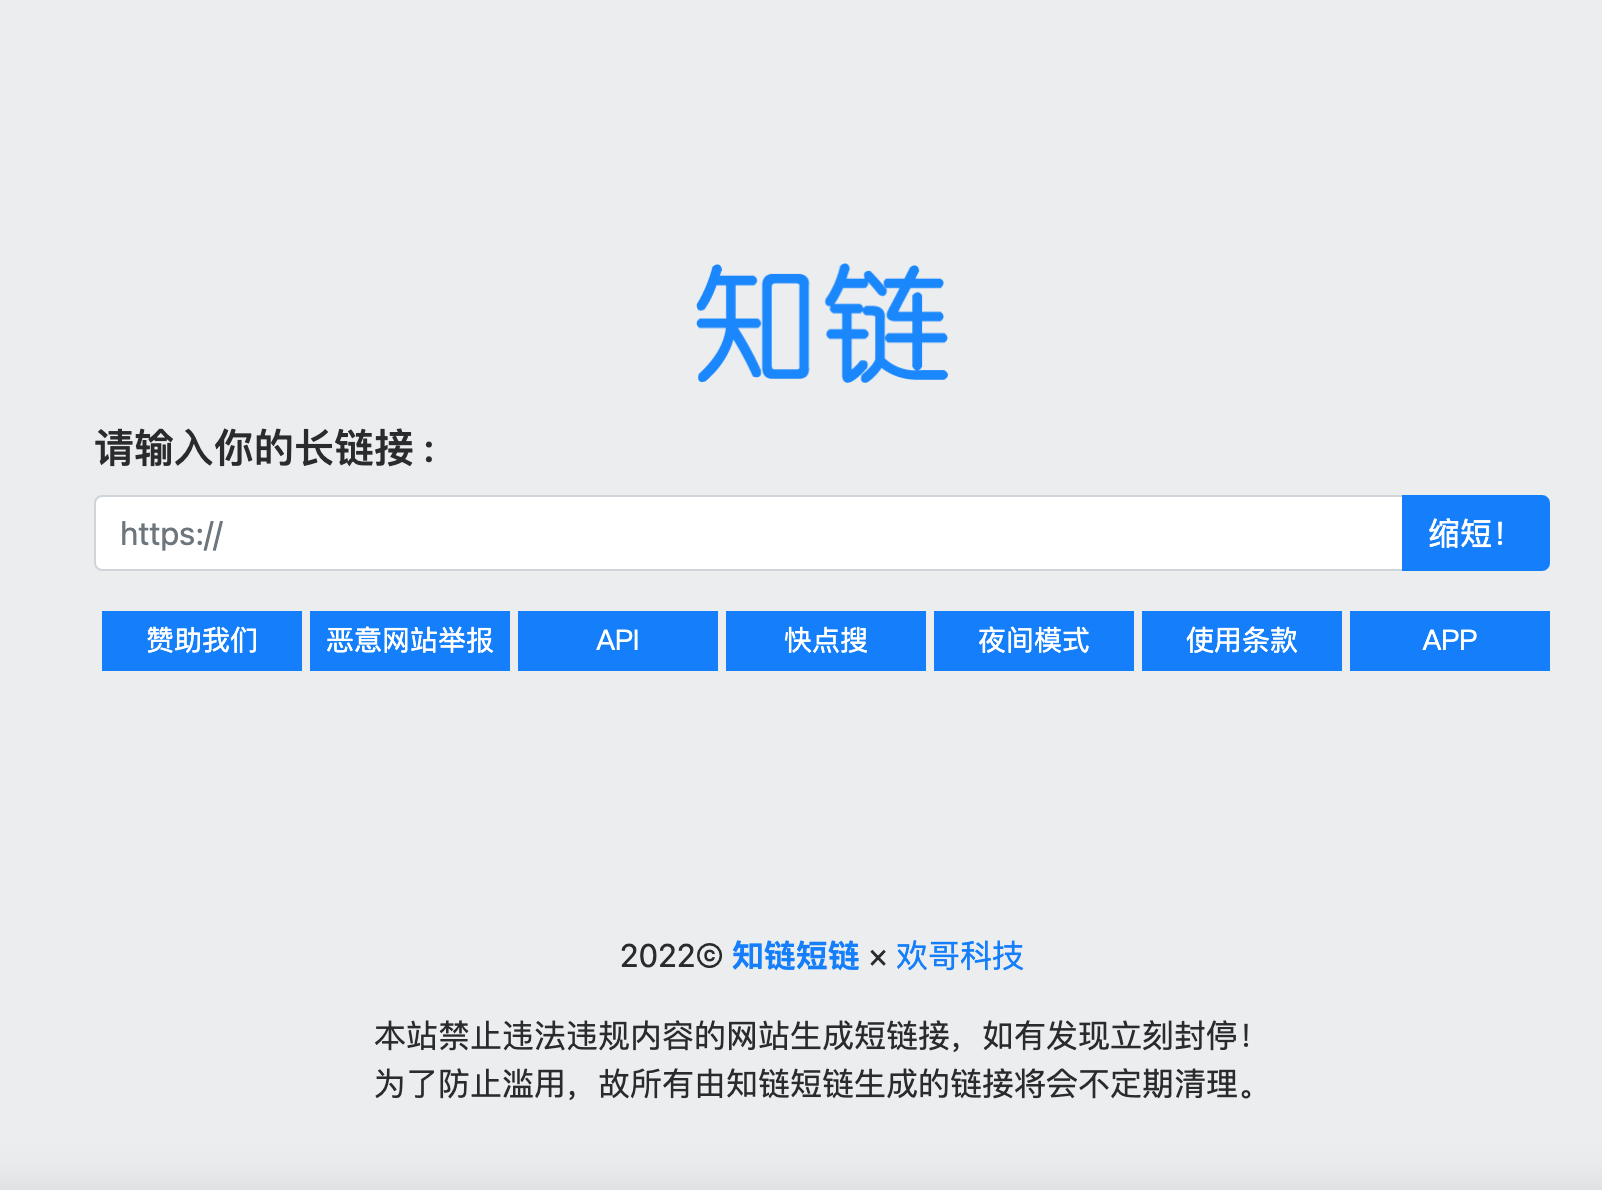 知链
请输入你的长链接 :
https://
缩短！
赞助我们 恶意网站举报 API 快点搜 夜间模式 使用条款 APP
2022© 知链短链 × 欢哥科技
本站禁止违法违规内容的网站生成短链接，如有发现立刻封停！
为了防止滥用，故所有由知链短链生成的链接将会不定期清理。